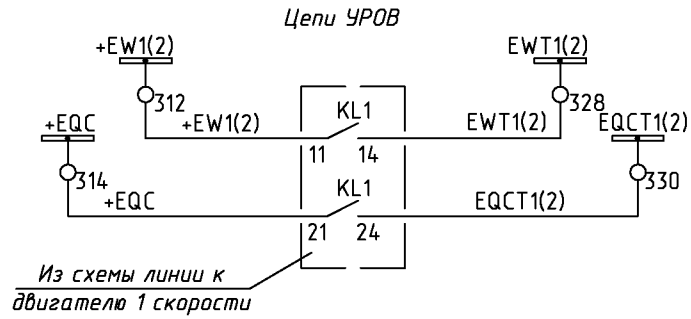 Цепи УРОВ
+EW1(2)
EWT1(2)
312
KL1
328
+EQC
+EW1(2)
EWT1(2)
EQCT1(2)
11
14
314
KL1
330
+EQC
EQCT1(2)
21
24
Из схемы линии к
двигателю 1 скорости